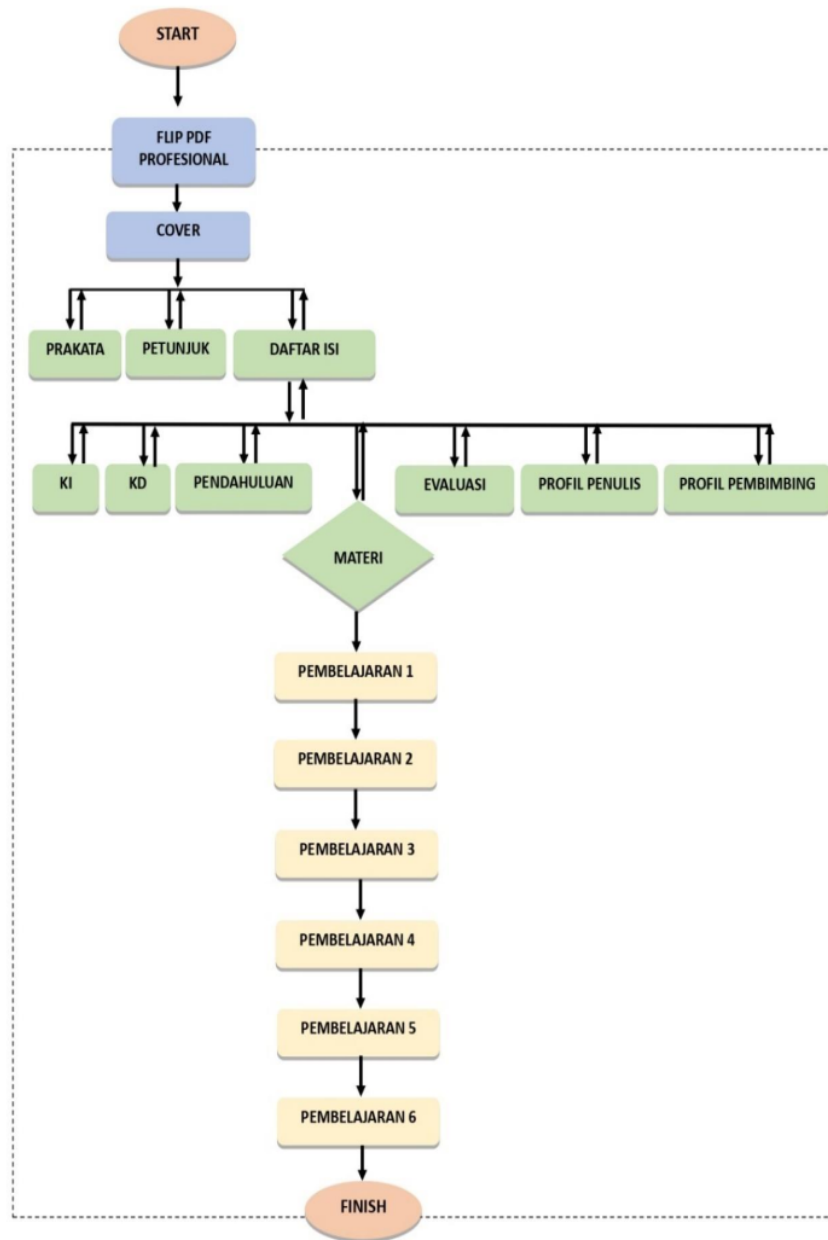 START
FLIP PDF
PROFESIONAL
COVER
PRAKATA
PETUNJUK
DAFTAR ISI
KI
KD
PENDAHULUAN
EVALUASI
PROFIL PENULIS
PROFIL PEMBIMBING
MATERI
PEMBELAJARAN 1
PEMBELAJARAN 2
PEMBELAJARAN 3
PEMBELAJARAN 4
PEMBELAJARAN 5
PEMBELAJARAN 6
FINISH